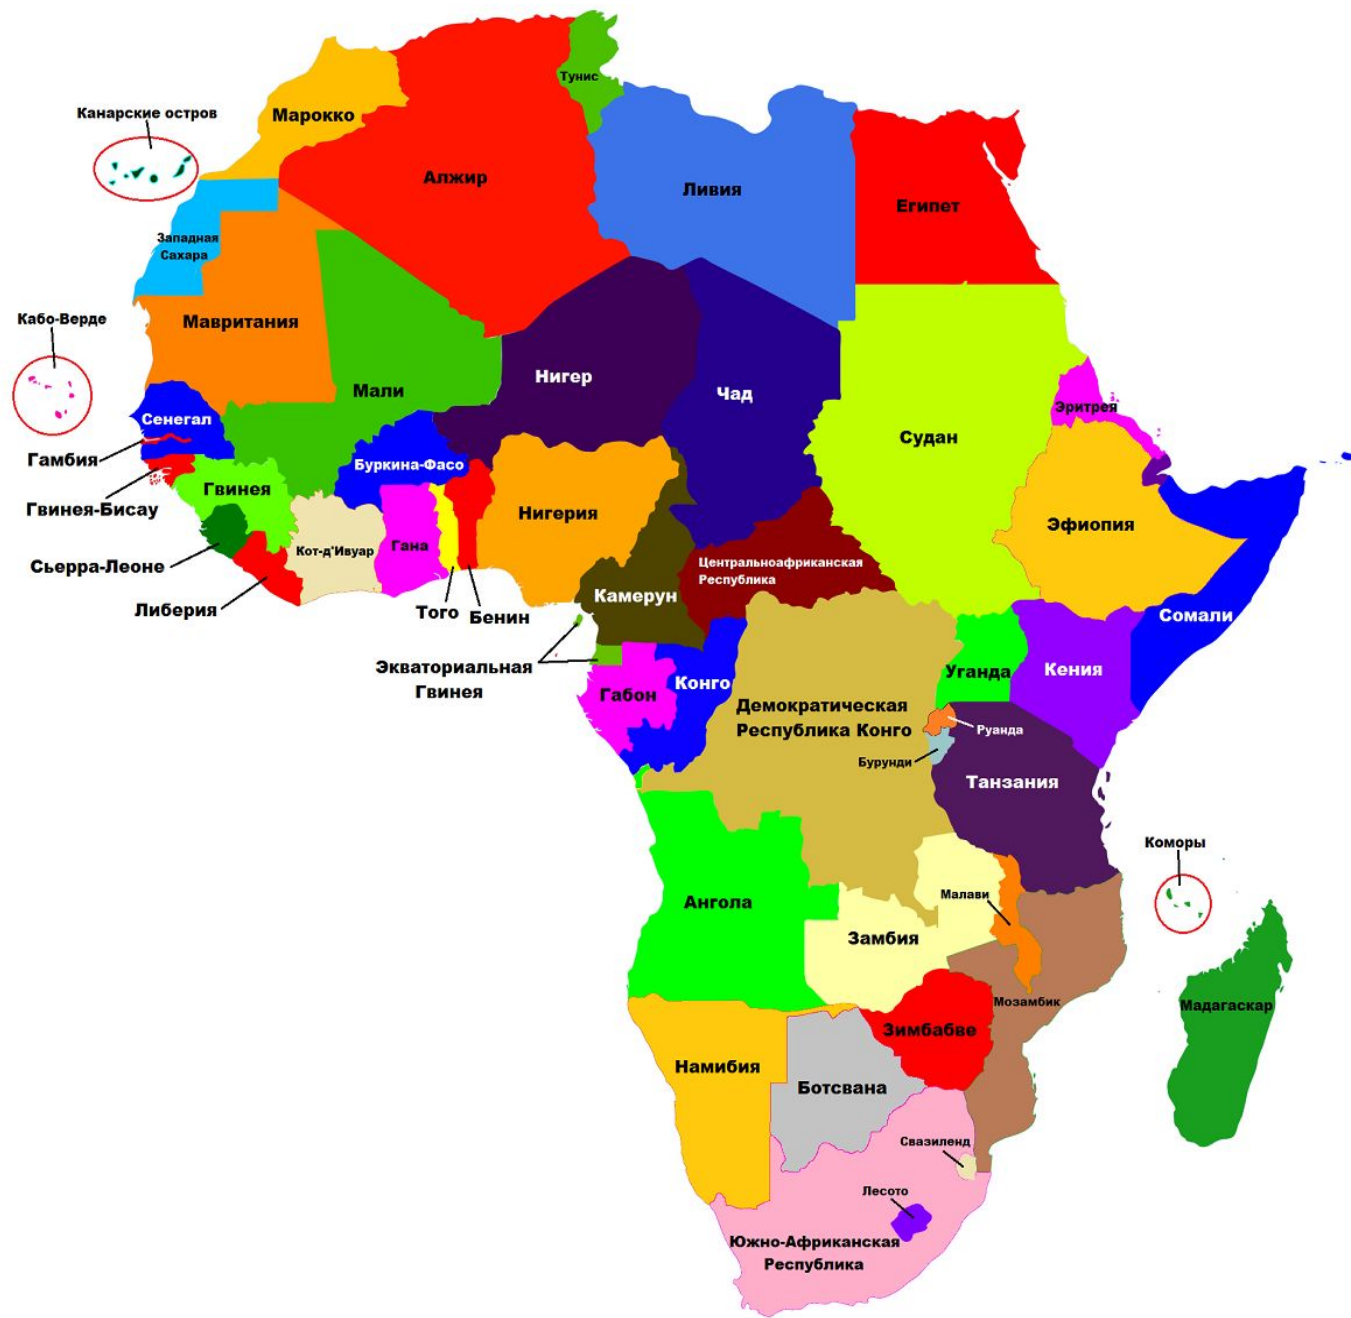 Тунис
Марокко
Канарские остров
Алжир
Ливия
Египет
Западная
Сахара
Кабо-Верде
Мавритания
Мали
Нигер
Чад
Сенегал
Эритрея
Судан
Гамбия
Буркина-Фасо
Гвинея
Гвинея-Бисау
Нигерия
Эфиопия
Кот-д'Ивуар
Гана
Сьерра-Леоне
Центральноафриканская
Республика
Либерия
Того
Бенин
Камерун
Сомали
Экваториальная
Гвинея
Габон
Конго
Уганда
Кения
Демократическая
Республика Конго
Руанда
Бурунди
Танзания
Коморы
Ангола
Малави
Замбия
Мозамбик
Мадагаскар
Зимбабве
Намибия
Ботсвана
Свазиленд
Лесото
Южно-Африканская
Республика